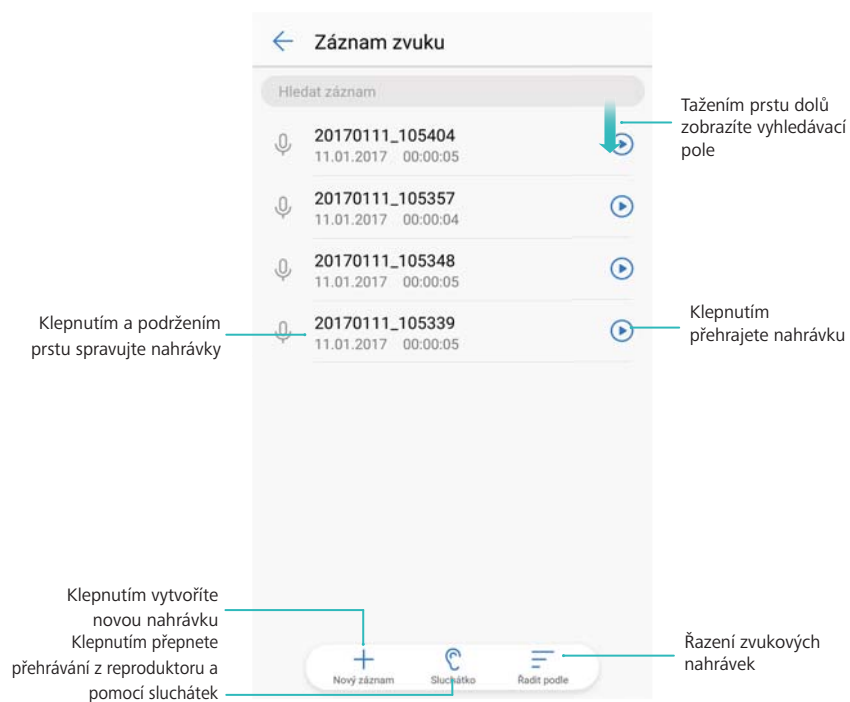 Záznam zvuku
Hledat záznam
Tažením prstu dolů
zobrazíte vyhledávací
pole
20170111_105404
11.01.2017 00:00:05
20170111_105357
11.01.2017 00:00:04
20170111_105348
11.01.2017 00:00:05
Klepnutím a podržením
prstu spravujte nahrávky
20170111_105339
11.01.2017 00:00:05
Klepnutím
přehrajete nahrávku
Klepnutím vytvoříte
novou nahrávku
Klepnutím přepnete
přehrávání z reproduktoru a
pomocí sluchátek
Nový záznam
Sluchátko
Řadit podle
Řazení zvukových
nahrávek